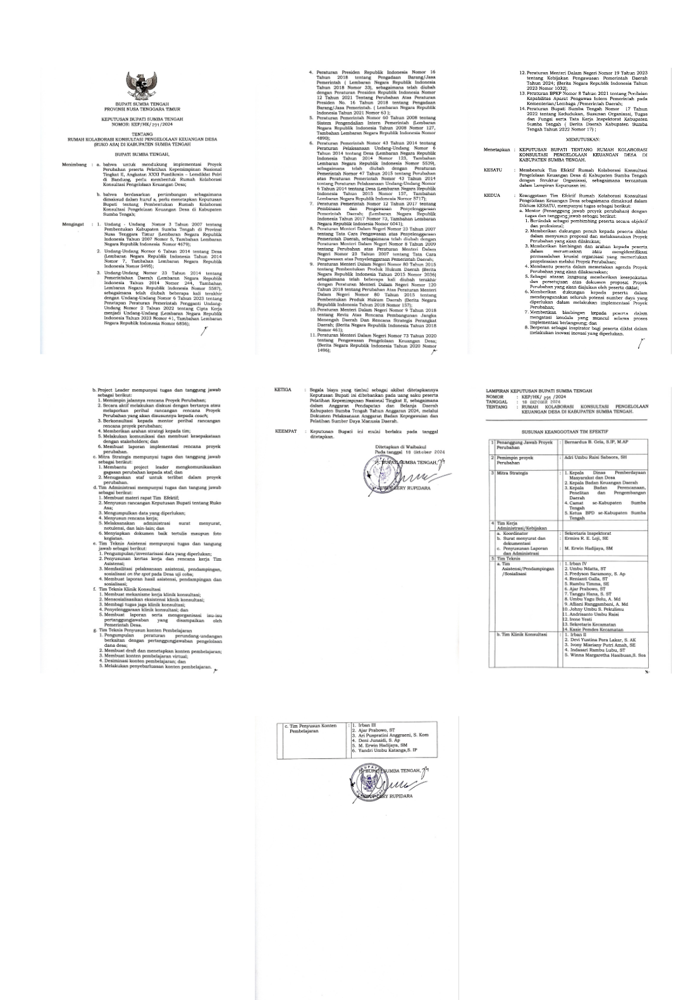 BUPATI SUMBA TENGAH
PROVINSI NUSA TENGGARA TIMUR
KEPUTUSAN BUPATI SUMBA TENGAH
NOMOR: KEP/HK/ 291 /2024
TENTANG
RUMAH KOLABORASI KONSULTASI PENGELOLAAN KEUANGAN DESA
(RUKO ASA) DI KABUPATEN SUMBA TENGAH
BUPATI SUMBA TENGAH,
Menimbang : a. bahwa untuk mendukung implementasi Proyek
Perubahan peserta Pelatihan Kepemimpinan Nasional
Tingkat II, Angkatan XXXI Pusdikmin – Lemdiklat Polri
di Bandung, perlu membentuk Rumah Kolaborasi
Konsultasi Pengelolaan Keuangan Desa;
b. bahwa berdasarkan pertimbangan sebagaimana
dimaksud dalam huruf a, perlu menetapkan Keputusan
Bupati tentang Pembentukan Rumah Kolaborasi
Konsultasi Pengelolaan Keuangan Desa di Kabupaten
Sumba Tengah;
Mengingat : 1. Undang - Undang Nomor 3 Tahun 2007 tentang
Pembentukan Kabupaten Sumba Tengah di Provinsi
Nusa Tenggara Timur (Lembaran Negara Republik
Indonesia Tahun 2007 Nomor 5, Tambahan Lembaran
Negara Republik Indonesia Nomor 4679);
2. Undang-Undang Nomor 6 Tahun 2014 tentang Desa
(Lembaran Negara Republik Indonesia Tahun 2014
Nomor 7, Tambahan Lembaran Negara Republik
Indonesia Nomor 5495);
3. Undang-Undang Nomor 23 Tahun 2014 tentang
Pemerintahan Daerah (Lembaran Negara Republik
Indonesia Tahun 2014 Nomor 244, Tambahan
Lembaran Negara Republik Indonesia Nomor 5587),
sebagaimana telah diubah beberapa kali terakhir
dengan Undang-Undang Nomor 6 Tahun 2023 tentang
Penetapan Peraturan Pemerintah Pengganti Undang-
Undang Nomor 2 Tahun 2022 tentang Cipta Kerja
menjadi Undang-Undang (Lembaran Negara Republik
Indonesia Tahun 2023 Nomor 41, Tambahan Lembaran
Negara Republik Indonesia Nomor 6856);
4. Peraturan Presiden Republik Indonesia Nomor 16
Tahun 2018 tentang Pengadaan Barang/Jasa
Pemerintah ( Lembaran Negara Republik Indonesia
Tahun 2018 Nomor 33), sebagaimana telah diubah
dengan Peraturan Presiden Republik Indonesia Nomor
12 Tahun 2021 Tentang Perubahan Atas Peraturan
Presiden No. 16 Tahun 2018 tentang Pengadaan
Barang/Jasa Pemerintah. ( Lembaran Negara Republik
Indonesia Tahun 2021 Nomor 63 );
5. Peraturan Pemerintah Nomor 60 Tahun 2008 tentang
Sistem Pengendalian Intern Pemerintah (Lembaran
Negara Republik Indonesia Tahun 2008 Nomor 127,
Tambahan Lembaran Negara Republik Indonesia Nomor
4890);
6. Peraturan Pemerintah Nomor 43 Tahun 2014 tentang
Peraturan Pelaksanaan Undang-Undang Nomor 6
Tahun 2014 tentang Desa (Lembaran Negara Republik
Indonesia Tahun 2014 Nomor 123, Tambahan
Lembaran Negara Republik Indonesia Nomor 5539),
sebagaimana telah diubah dengan Peraturan
Pemerintah Nomor 47 Tahun 2015 tentang Perubahan
atas Peraturan Pemerintah Nomor 43 Tahun 2014
tentang Peraturan Pelaksanaan Undang-Undang Nomor
6 Tahun 2014 tentang Desa (Lembaran Negara Republik
Indonesia Tahun 2015 Nomor 157, Tambahan
Lembaran Negara Republik Indonesia Nomor 5717);
7. Peraturan Pemerintah Nomor 12 Tahun 2017 tentang
Pembinaan dan Pengawasan Penyelenggaraan
Pemerintah Daerah; (Lembaran Negara Republik
Indonesia Tahun 2017 Nomor 73, Tambahan Lembaran
Negara Republik Indonesia Nomor 6041);
8. Peraturan Menteri Dalam Negeri Nomor 23 Tahun 2007
tentang Tata Cara Pengawasan atas Penyelenggaraan
Pemerintah Daerah, sebagaimana telah diubah dengan
Peraturan Menteri Dalam Negeri Nomor 8 Tahun 2009
tentang Perubahan atas Peraturan Menteri Dalam
Negeri Nomor 23 Tahun 2007 tentang Tata Cara
Pengawasan atas Penyelenggaraan Pemerintah Daerah;
9. Peraturan Menteri Dalam Negeri Nomor 80 Tahun 2015
tentang Pembentukan Produk Hukum Daerah (Berita
Negara Republik Indonesia Tahun 2015 Nomor 2036)
sebagaimana telah beberapa kali diubah terakhir
dengan Peraturan Menteri Dalam Negeri Nomor 120
Tahun 2018 tentang Perubahan Atas Peraturan Menteri
Dalam Negeri Nomor 80 Tahun 2015 tentang
Pembentukan Produk Hukum Daerah (Berita Negara
Republik Indonesia Tahun 2018 Nomor 157);
10. Peraturan Menteri Dalam Negeri Nomor 9 Tahun 2018
tentang Reviu Atas Rencana Pembangunan Jangka
Menengah Daerah Dan Rencana Strategis Perangkat
Daerah; (Berita Negara Republik Indonesia Tahun 2018
Nomor 461);
11. Peraturan Menteri Dalam Negeri Nomor 73 Tahun 2020
tentang Pengawasan Pengelolaan Keuangan Desa;
(Berita Negara Republik Indonesia Tahun 2020 Nomor
1496);
12. Peraturan Menteri Dalam Negeri Nomor 19 Tahun 2023
tentang Kebijakan Pengawasan Pemerintah Daerah
Tahun 2024; (Berita Negara Republik Indonesia Tahun
2023 Nomor 1032);
13. Peraturan BPKP Nomor 8 Tahun 2021 tentang Penilaian
Kapabilitas Aparat Pengawas Intern Pemerintah pada
Kementerian/Lembaga /Pemerintah Daerah;
14. Peraturan Bupati Sumba Tengah Nomor 17 Tahun
2022 tentang Kedudukan, Susunan Organisasi, Tugas
dan Fungsi serta Tata Kerja Inspektorat Kabupaten
Sumba Tengah ( Berita Daerah Kabupaten Sumba
Tengah Tahun 2022 Nomor 17) ;
MEMUTUSKAN:
Menetapkan : KEPUTUSAN BUPATI TENTANG RUMAH KOLABORASI
KONSULTASI PENGELOLAAN KEUANGAN DESA DI
KABUPATEN SUMBA TENGAH.
KESATU : Membentuk Tim Efektif Rumah Kolaborasi Konsultasi
Pengelolaan Keuangan Desa di Kabupaten Sumba Tengah
dengan Struktur Organisasi, sebagaimana tercantum
dalam Lampiran Keputusan ini.
KEDUA : Keanggotaan Tim Efektif Rumah Kolaborasi Konsultasi
Pengelolaan Keuangan Desa sebagaimana dimaksud dalam
Diktum KESATU, mempunyai tugas sebagai berikut:
a. Mentor (Penanggung jawab proyek perubahan) dengan
tugas dan tanggung jawab sebagai berikut:
1. Bertindak sebagai pembimbing peserta secara objektif
dan profesional;
2. Memberikan dukungan penuh kepada peserta diklat
dalam menyusun proposal dan melaksanakan Proyek
Perubahan yang akan dilakukan;
3. Memberikan bimbingan dan arahan kepada peserta
dalam merumuskan atau mengidentifikasi
permasalahan krusial organisasi yang memerlukan
penyelesaian melalui Proyek Perubahan;
4. Membantu peserta dalam memetakan agenda Proyek
Perubahan yang akan dilaksanakan;
5. Sebagai atasan langsung memberikan kesepakatan
dan persetujuan atas dokumen proposal Proyek
Perubahan yang akan diajukan oleh peserta diklat;
6. Memberikan dukungan kepada peserta dalam
mendayagunakan seluruh potensi sumber daya yang
diperlukan dalam melakukan implementasi Proyek
Perubahan;
7. Memberikan bimbingan kepada peserta dalam
mengatasi kendala yang muncul selama proses
implementasi berlangsung; dan
8. Berperan sebagai inspirator bagi peserta diklat dalam
melakukan inovasi inovasi yang diperlukan.
b. Project Leader mempunyai tugas dan tanggung jawab
sebagai berikut:
1. Memimpin jalannya rencana Proyek Perubahan;
2. Secara aktif melakukan diskusi dengan bertanya atau
melaporkan perihal rancangan rencana Proyek
Perubahan yang akan disusunnya kepada coach;
3. Berkonsultasi kepada mentor perihal rancangan
rencana proyek perubahan;
4. Memberikan arahan strategi kepada tim;
5. Melakukan komunikasi dan membuat kesepakataan
dengan stakeholders; dan
6. Membuat laporan implementasi rencana proyek
perubahan.
c. Mitra Strategis mempunyai tugas dan tanggung jawab
sebagai berikut:
1. Membantu project leader mengkomunikasikan
gagasan perubahan kepada staf; dan
2. Menugaskan staf untuk terlibat dalam proyek
perubahan.
d. Tim Administrasi mempunyai tugas dan tangung jawab
sebagai berikut:
1. Membuat materi rapat Tim Efektif;
2. Menyusun rancangan Keputusan Bupati tentang Ruko
Asa;
3. Mengumpulkan data yang diperlukan;
4. Menyusun rencana kerja;
5. Melaksanakan administrasi surat menyurat,
notulensi, dan lain-lain; dan
6. Menyiapkan dokumen baik tertulis maupun foto
kegiatan.
e. Tim Teknis Asistensi mempunyai tugas dan tangung
jawab sebagai berikut:
1. Pengumpulan/inventarisasi data yang diperlukan;
2. Penyusunan kertas kerja dan rencana kerja Tim
Asistensi;
3. Memfasilitasi pelaksanaan asistensi, pendampingan,
sosialisasi on the spot pada Desa uji coba;
4. Membuat laporan hasil asistensi, pendampingan dan
sosialisasi;
f. Tim Teknis Klinik Konsultasi
1. Membuat mekanisme kerja klinik konsultasi;
2. Mensosialisasikan eksistensi klinik konsultasi;
3. Membagi tugas jaga klinik konsultasi;
4. Penyelenggaraan klinik konsultasi; dan
5. Membuat laporan serta mengorganisasi isu-isu
pertanggungjawaban yang disampaikan oleh
Pemerintah Desa.
g. Tim Teknis Penyusun konten Pembelajaran
1. Pengumpulan peraturan perundang-undangan
berkaitan dengan pertanggungjawaban pengelolaan
dana desa;
2. Membuat draft dan menetapkan konten pembelajaran;
3. Membuat konten pembelajaran virtual;
4. Desiminasi konten pembelajaran; dan
5. Melakukan penyebarluasan konten pembelajaran.
KETIGA : Segala biaya yang timbul sebagai akibat ditetapkannya
Keputusan Bupati ini dibebankan pada uang saku peserta
Pelatihan Kepemimpinan Nasional Tingkat II, sebagaimana
dalam Anggaran Pendapatan dan Belanja Daerah
Kabupaten Sumba Tengah Tahun Anggaran 2024, melalui
Dokumen Pelaksanaan Anggaran Badan Kepegawaian dan
Pelatihan Sumber Daya Manusia Daerah.
KEEMPAT : Keputusan Bupati ini mulai berlaku pada tanggal
ditetapkan.
Ditetapkan di Waibakul
Pada tanggal 18 Oktober 2024
Pj. BUPATI SUMBA TENGAH,
RUPIDARA
LAMPIRAN KEPUTUSAN BUPATI SUMBA TENGAH
NOMOR : KEP/HK/ 291 /2024
TANGGAL : 18 OKTOBER 2024
TENTANG : RUMAH KOLABORASI KONSULTASI PENGELOLAAN
KEUANGAN DESA DI KABUPATEN SUMBA TENGAH.
SUSUNAN KEANGGOTAAN TIM EFEKTIF
1 Penanggung Jawab Proyek : Bernardus B. Gela, S.IP, M.AP
Perubahan
2 Pemimpin proyek : Adri Umbu Raisi Sabaora, SH
Perubahan
3 Mitra Strategis : 1. Kepala Dinas Pemberdayaan
Masyarakat dan Desa
2. Kepala Badan Keuangan Daerah
3. Kepala Badan Perencanaan,
Penelitan dan Pengembangan
Daerah
4. Camat se-Kabupaten Sumba
Tengah
5. Ketua BPD se-Kabupaten Sumba
Tengah
4 Tim Kerja
Administrasi/Kebijakan
a. Koordinator : Sekretaris Inspektorat
b. Surat menyurat dan : Ermies R. E. Loji, SE
dokumentasi
c. Penyusunan Laporan : M. Erwin Hadijaya, SM
dan Administrasi
5 Tim Teknis
a. Tim : 1. Irban IV
Asistensi/Pendampingan 2. Umbu Ndatta, ST
/Sosialisasi 3. Fredyson Saramony, S. Ap
4. Renianti Galla, ST
5. Rambu Timma, SE
6. Ajar Prabowo, ST
7. Tanggu Hana, S. ST
8. Umbu Yagu Bolu, A. Md
9. Afliani Ranggambani, A. Md
10. Johny Umbu S. Pekulimu
11. Andrisanto Umbu Raisi
12. Irene Yesti
13. Sekretaris Kecamatan
14. Kasie Pemdes Kecamatan
b. Tim Klinik Konsultasi : 1. Irban II
2. Devi Yustina Pora Lakar, S. AK
3. Ivony Misriany Putri Amah, SE
4. Indasari Rambu Lubu, ST
5. Winna Margaretha Hasibuan,S. Sos
c. Tim Penyusun Konten : 1. Irban III
Pembelajaran 2. Ajar Prabowo, ST
3. Ari Puspratini Anggraeni, S. Kom
4. Deni Junaidi, S. Ap
5. M. Erwin Hadijaya, SM
6. Yandri Umbu Katanga,S. IP
Pj. BUPATI SUMBA TENGAH,
RUPIDARA